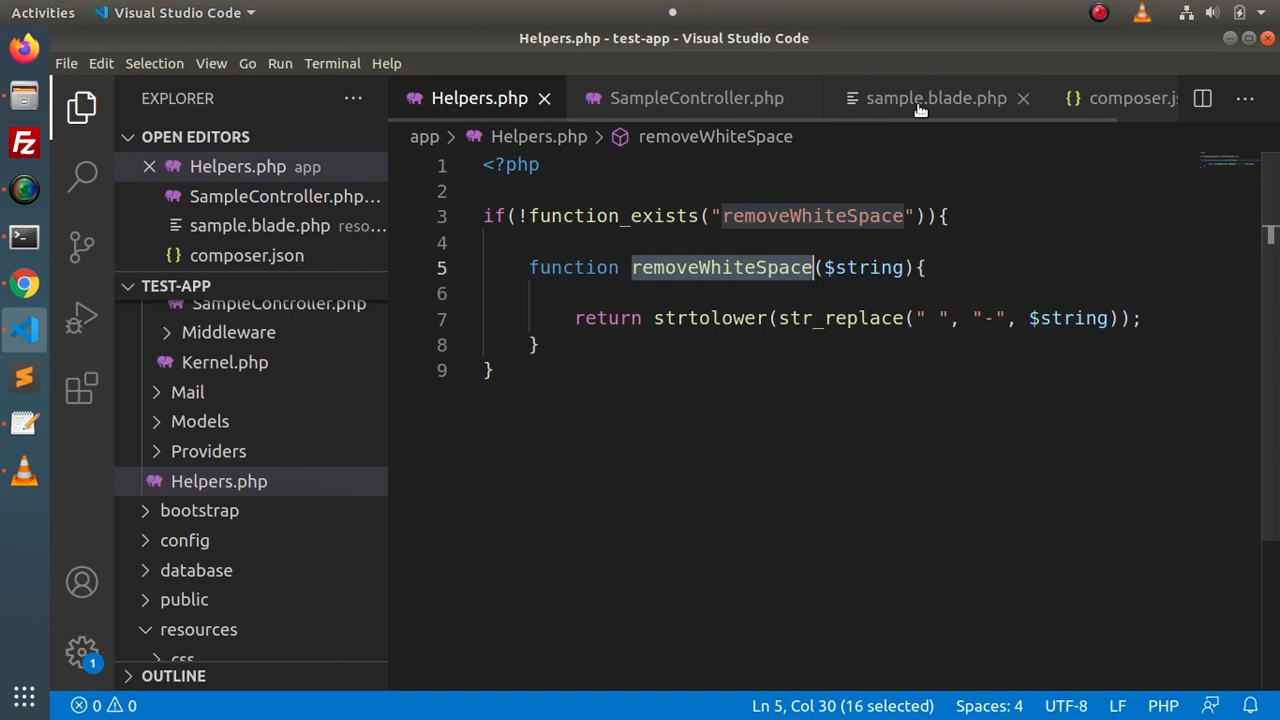 Activities
Visual Studio Code
Helpers.php - test-app - Visual Studio Code
File Edit Selection View Go Run Terminal Help
EXPLORER
OPEN EDITORS
Helpers.php app
SampleController.php...
sample.blade.php reso...
composer.json
TEST-APP
SampleController.php
Middleware
Kernel.php
Mail
Models
Providers
Helpers.php
bootstrap
config
database
public
resources
css
OUTLINE
1
Helpers.php
SampleController.php
sample.blade.php
composer.js
app > Helpers.php > removeWhiteSpace
1 <?php
2
3 if(!function_exists("removeWhiteSpace")){
4
5 function removeWhiteSpace($string){
6
7 return strtolower(str_replace(" ", "-", $string));
8 }
9 }
0 0
Ln 5, Col 30 (16 selected)
Spaces: 4
UTF-8
LF
PHP